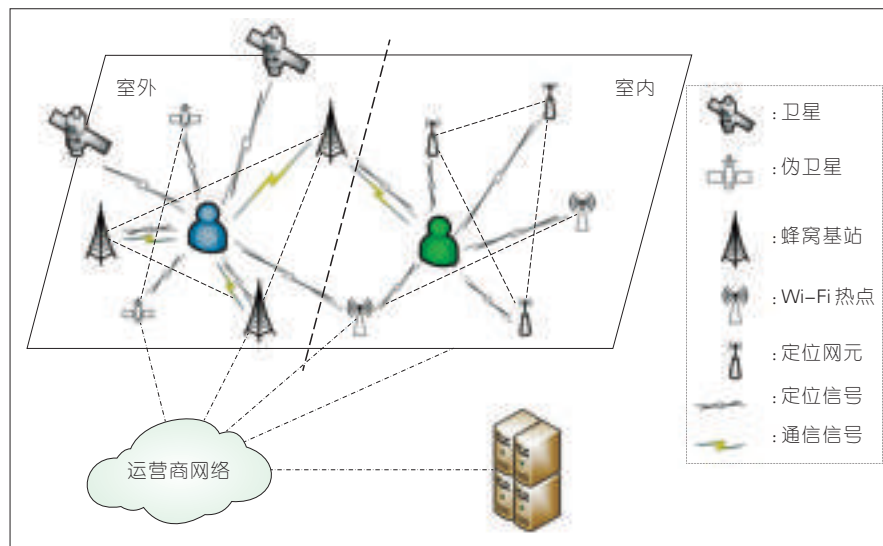 室外
室内
:卫星
:伪卫星
:蜂窝基站
:Wi-Fi 热点
:定位网元
:定位信号
:通信信号
运营商网络